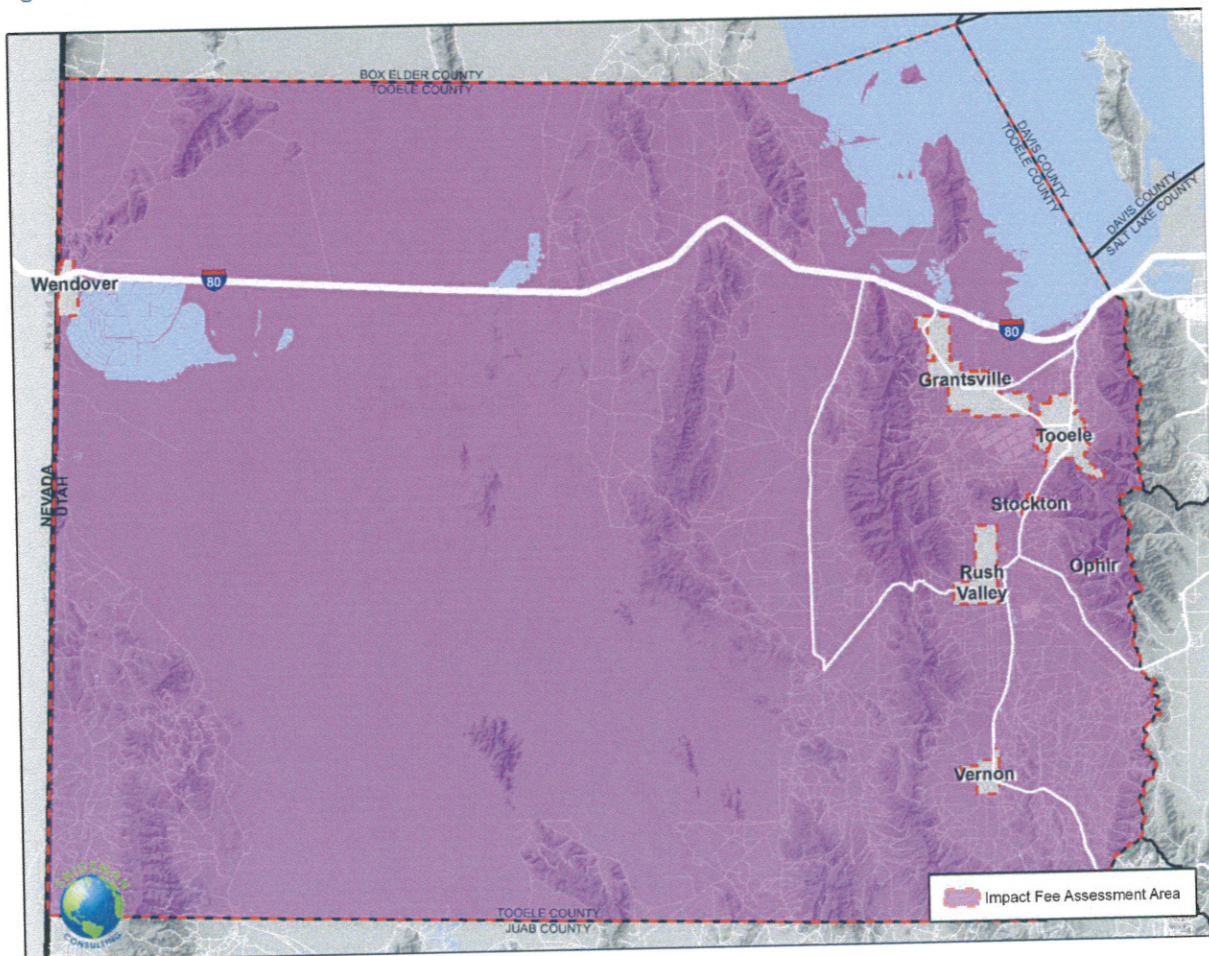 BOX ELDER COUNTY
TOOELE COUNTY
DAVIS COUNTY
TOOELE COUNTY
DAVIS COUNTY
SALT LAKE COUNTY
Wendover
80
80
Grantsville
Tooele
NEVADA
UTAH
Stockton
Ophir
Rush
Valley
Vernon
Impact Fee Assessment Area
TOOELE COUNTY
JUAB COUNTY
CONSULTING